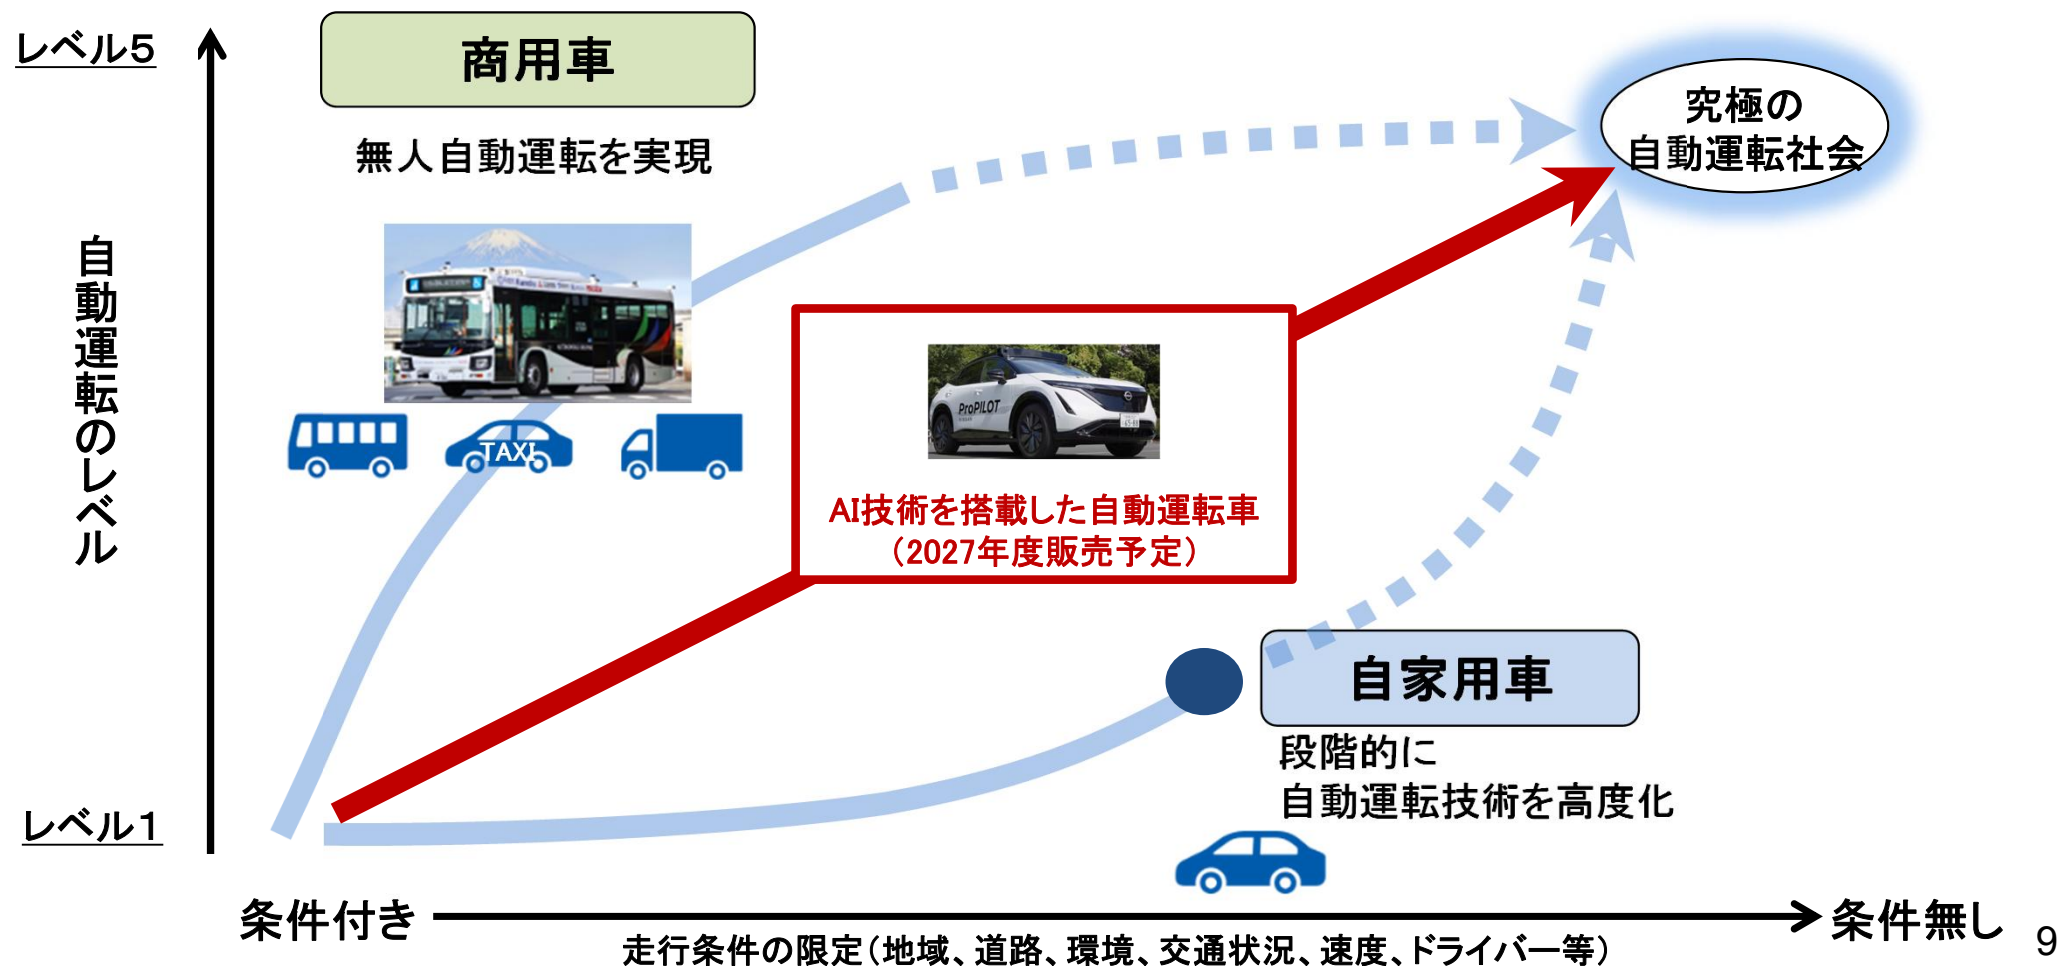 レベル5
商用車
無人自動運転を実現
究極の
自動運転社会
自動運転のレベル
TAXI
ProPILOT
AI技術を搭載した自動運転車
（2027年度販売予定）
自家用車
段階的に
自動運転技術を高度化
レベル1
条件付き
条件無し
走行条件の限定（地域、道路、環境、交通状況、速度、ドライバー等）
9